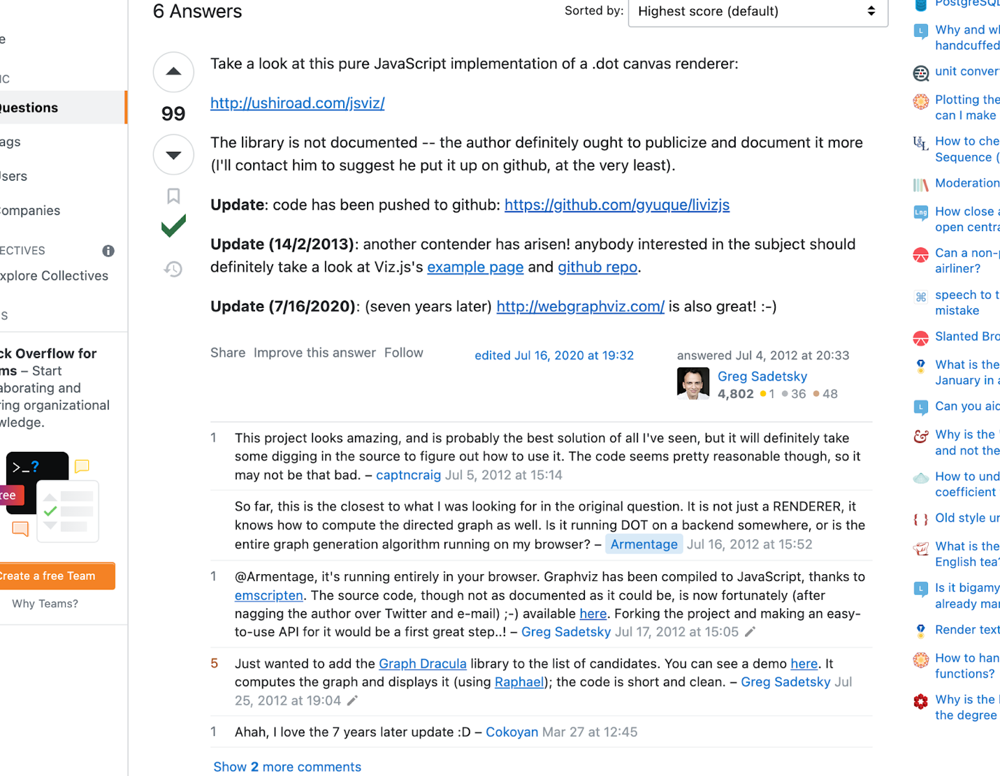 6 Answers
Sorted by:
Highest score (default)
Take a look at this pure JavaScript implementation of a .dot canvas renderer:
99
http://ushiroad.com/jsviz/
The library is not documented -- the author definitely ought to publicize and document it more
(I'll contact him to suggest he put it up on github, at the very least).
Update: code has been pushed to github: https://github.com/gyuque/livizjs
Update (14/2/2013): another contender has arisen! anybody interested in the subject should
definitely take a look at Viz.js's example page and github repo.
Update (7/16/2020): (seven years later) http://webgraphviz.com/ is also great! :-)
Share Improve this answer Follow
edited Jul 16, 2020 at 19:32
answered Jul 4, 2012 at 20:33
Greg Sadetsky
4,802 1 36 48
1 This project looks amazing, and is probably the best solution of all I've seen, but it will definitely take
some digging in the source to figure out how to use it. The code seems pretty reasonable though, so it
may not be that bad. – captncraig Jul 5, 2012 at 15:14
So far, this is the closest to what I was looking for in the original question. It is not just a RENDERER, it
knows how to compute the directed graph as well. Is it running DOT on a backend somewhere, or is the
entire graph generation algorithm running on my browser? – Armentage Jul 16, 2012 at 15:52
1 @Armentage, it's running entirely in your browser. Graphviz has been compiled to JavaScript, thanks to
emscripten. The source code, though not as documented as it could be, is now fortunately (after
nagging the author over Twitter and e-mail) ;-) available here. Forking the project and making an easy-
to-use API for it would be a first great step..! – Greg Sadetsky Jul 17, 2012 at 15:05
5 Just wanted to add the Graph Dracula library to the list of candidates. You can see a demo here. It
computes the graph and displays it (using Raphael); the code is short and clean. – Greg Sadetsky Jul
25, 2012 at 19:04
1 Ahah, I love the 7 years later update :D – Cokoyan Mar 27 at 12:45
Show 2 more comments
e
IC
Questions
ags
Users
Companies
ECTIVES
Explore Collectives
S
ck Overflow for
ms – Start
aborating and
ring organizational
wledge.
>_?
ree
Create a free Team
Why Teams?
PostgreSQL
L Why and wh
handcuffed
unit conver
Plotting the
can I make
U&L How to che
Sequence (
Moderation
Lng How close a
open centra
Can a non-p
airliner?
⌘ speech to t
mistake
Slanted Bro
What is the
January in a
L Can you aid
& Why is the '
and not the
How to und
coefficient
{ } Old style ur
What is the
English tea?
L Is it bigamy
already mar
Render text
How to han
functions?
Why is the
the degree